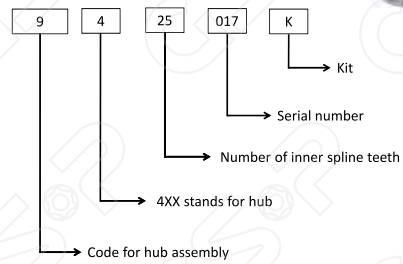 9 4 25 017 K
Kit
Serial number
Number of inner spline teeth
4XX stands for hub
Code for hub assembly